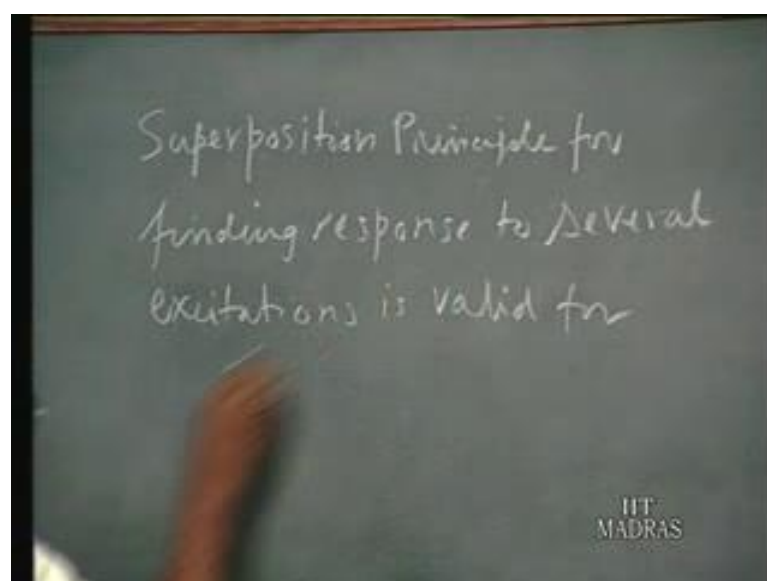 Superposition Principle for
finding response to several
excitations is valid for
IIT
MADRAS